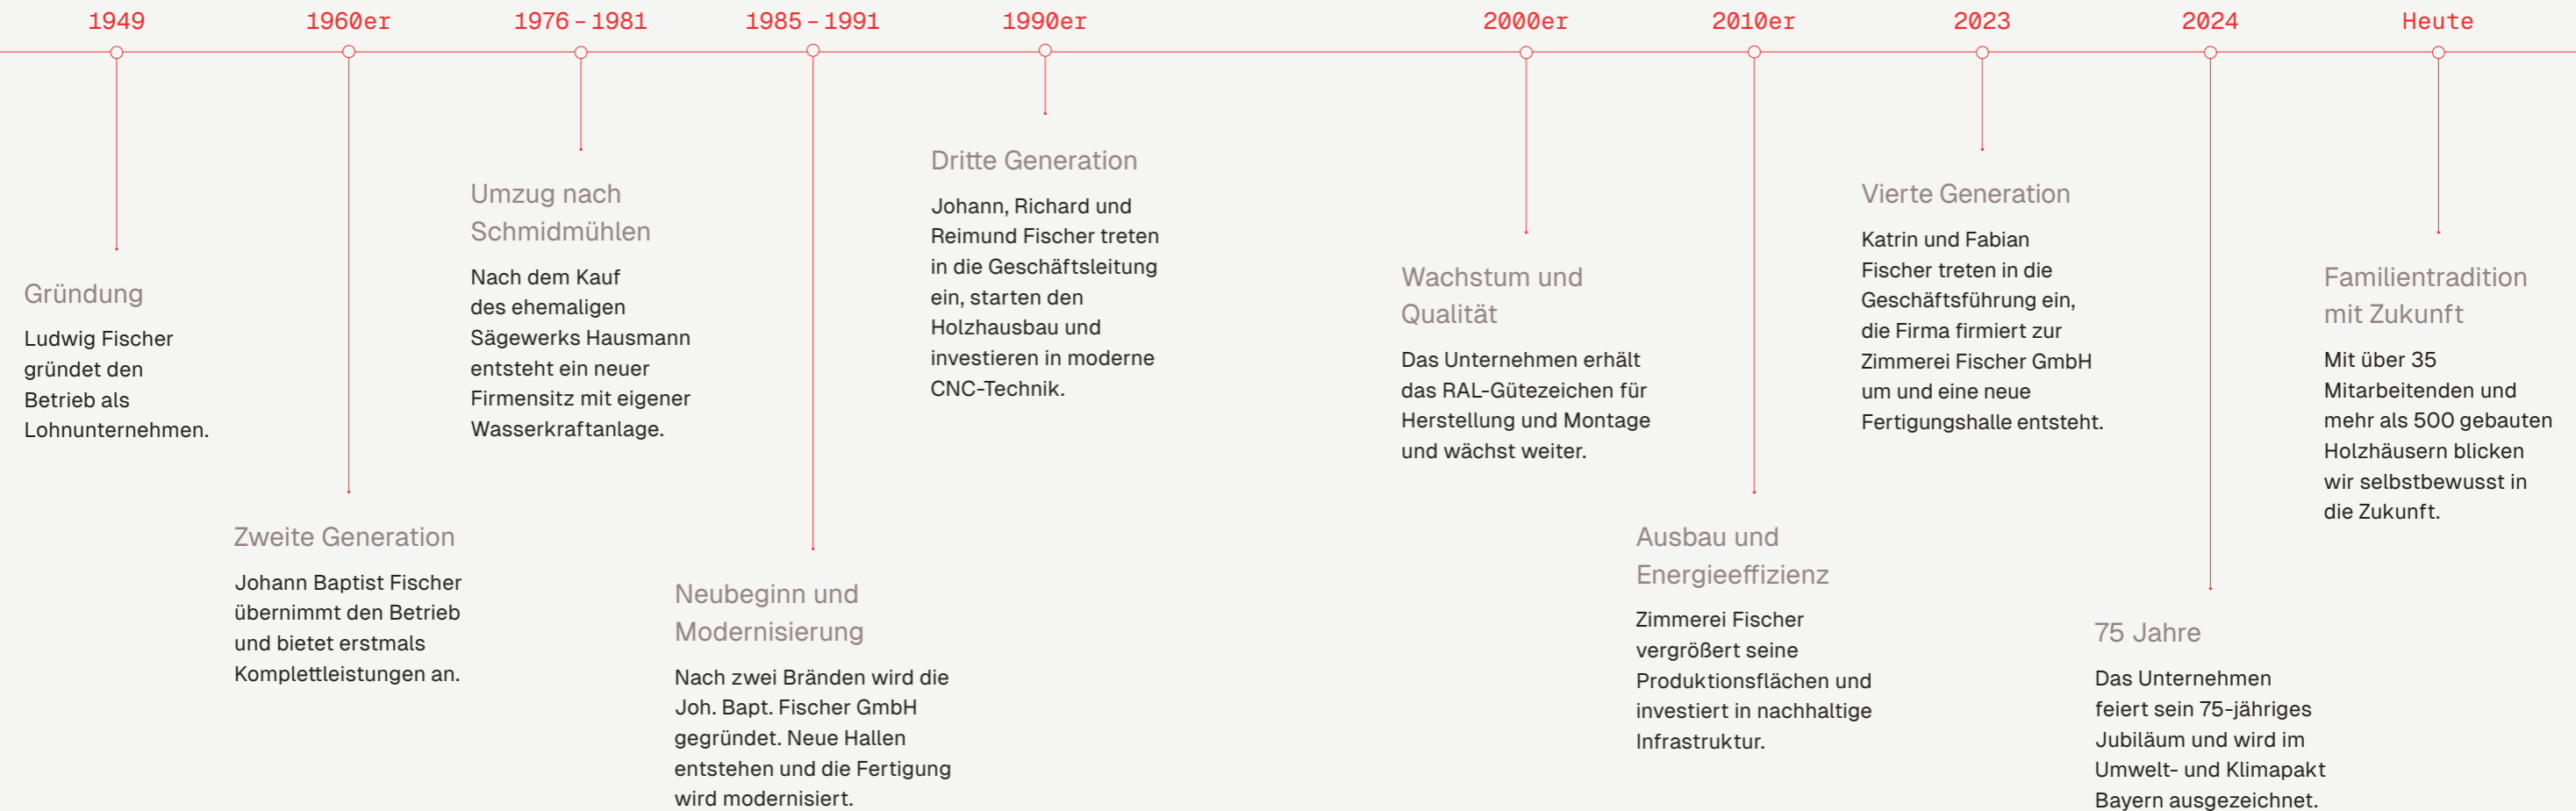 1949
Gründung
Ludwig Fischer
gründet den
Betrieb als
Lohnunternehmen.
1960er
Zweite Generation
Johann Baptist Fischer
übernimmt den Betrieb
und bietet erstmals
Komplettleistungen an.
1976 – 1981
Umzug nach
Schmidmühlen
Nach dem Kauf
des ehemaligen
Sägewerks Hausmann
entsteht ein neuer
Firmensitz mit eigener
Wasserkraftanlage.
1985 – 1991
Neubeginn und
Modernisierung
Nach zwei Bränden wird die
Joh. Bapt. Fischer GmbH
gegründet. Neue Hallen
entstehen und die Fertigung
wird modernisiert.
1990er
Dritte Generation
Johann, Richard und
Reimund Fischer treten
in die Geschäftsleitung
ein, starten den
Holzhausbau und
investieren in moderne
CNC-Technik.
2000er
Wachstum und
Qualität
Das Unternehmen erhält
das RAL-Gütezeichen für
Herstellung und Montage
und wächst weiter.
2010er
Ausbau und
Energieeffizienz
Zimmerei Fischer
vergrößert seine
Produktionsflächen und
investiert in nachhaltige
Infrastruktur.
2023
Vierte Generation
Katrin und Fabian
Fischer treten in die
Geschäftsführung ein,
die Firma firmiert zur
Zimmerei Fischer GmbH
um und eine neue
Fertigungshalle entsteht.
2024
75 Jahre
Das Unternehmen
feiert sein 75-jähriges
Jubiläum und wird im
Umwelt- und Klimapakt
Bayern ausgezeichnet.
Heute
Familientradition
mit Zukunft
Mit über 35
Mitarbeitenden und
mehr als 500 gebauten
Holzhäusern blicken
wir selbstbewusst in
die Zukunft.